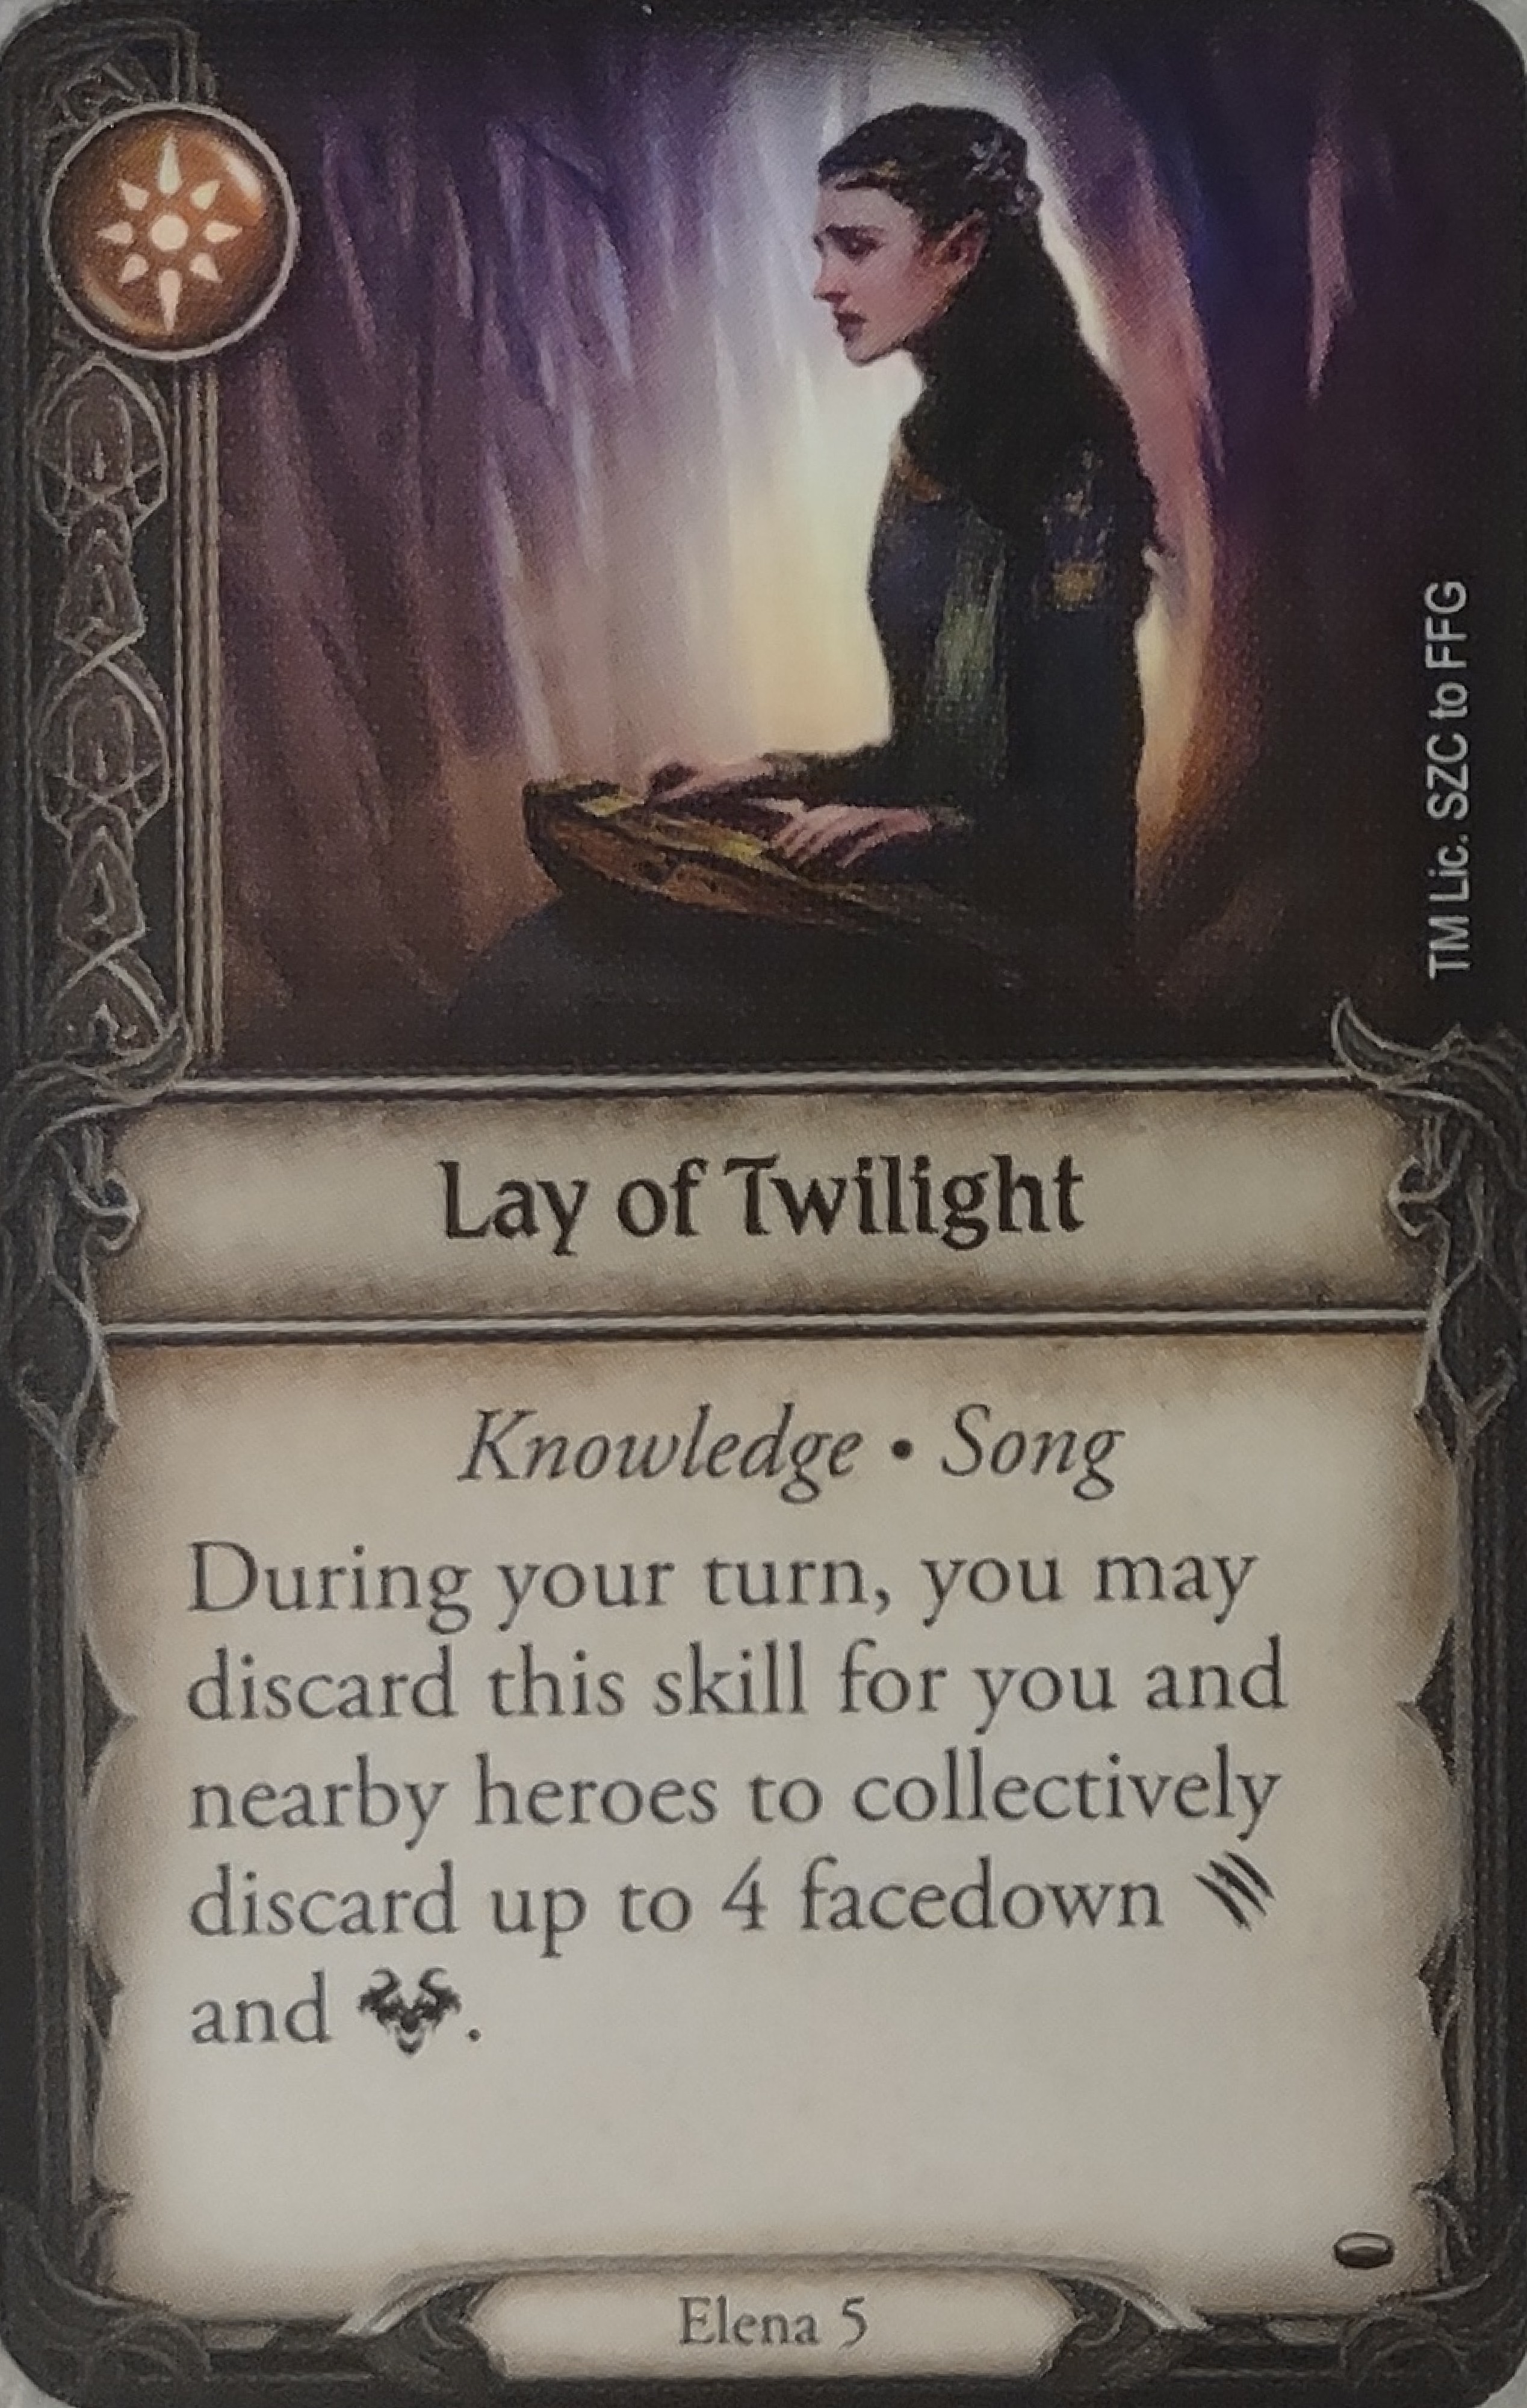 TM Lic. SZC to FFG
Lay of Twilight
Knowledge • Song
During your turn, you may
discard this skill for you and
nearby heroes to collectively
discard up to 4 facedown
and .
Elena 5